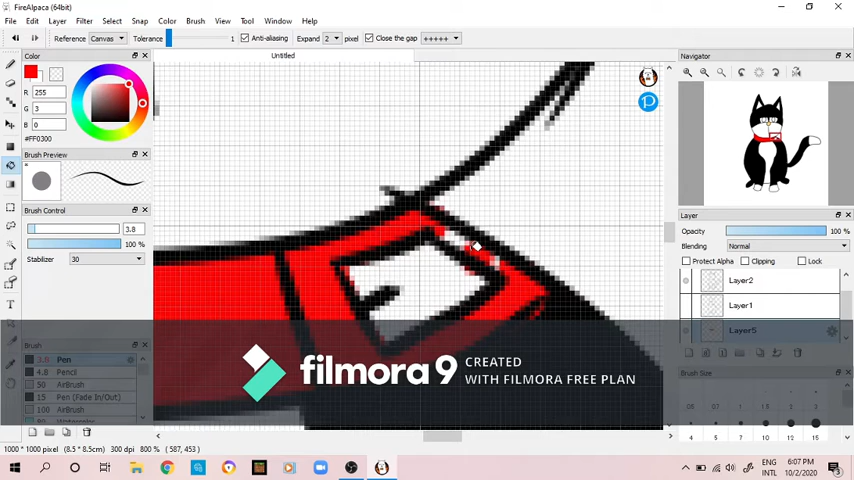 FireAlpaca (64bit)
File Edit Layer Filter Select Snap Color Brush View Tool Window Help
Reference Canvas Tolerance 1 Anti-aliasing Expand 2 pixel Close the gap +++++
Color
Untitled
Navigator
R 255
G 3
B 0
#FF0300
Brush Preview
Brush Control
3.8
100 %
Stabilizer 30
Layer
Opacity 100 %
Blending Normal
Protect Alpha Clipping Lock
Layer2
Layer1
Layer5
Brush
3.8 Pen
4.8 Pencil
50 AirBrush
15 Pen (Fade In/Out)
100 AirBrush
filmora9 CREATED
WITH FILMORA FREE PLAN
Brush Size
4 5 7 10 12 15
1000 * 1000 pixel (8.5 * 8.5cm) 300 dpi 800 % ( 587, 453 )
ENG
INTL
6:07 PM
10/2/2020
3